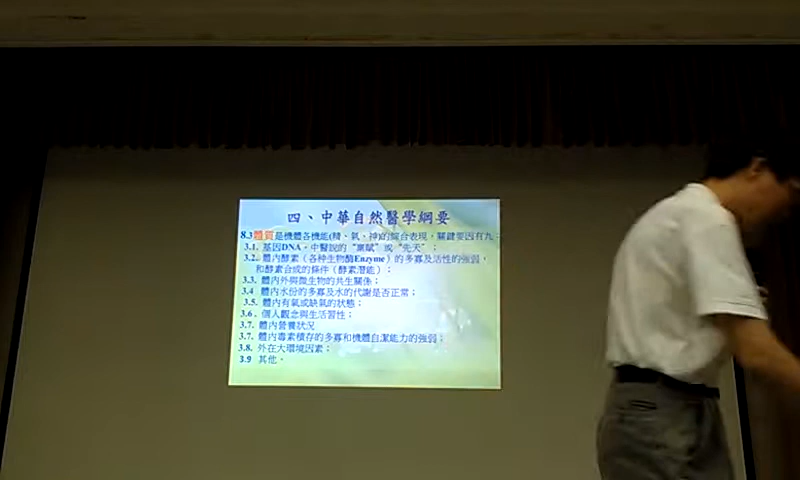 四、中華自然醫學綱要
8.3體質是機體各機能(精、氣、神)的綜合表現，關鍵要因有九：
3.1. 基因DNA。中醫說的“稟賦”或“先天”；
3.2. 體內酵素（各种生物酶Enzyme）的多寡及活性的強弱，
和酵素合成的條件（酵素潛能）；
3.3. 體內外與微生物的共生關係；
3.4 體內水份的多寡及水的代謝是否正常；
3.5. 體內有氧或缺氧的狀態；
3.6. 個人觀念與生活習性；
3.7. 體內營養狀況
3.7. 體內毒素積存的多寡和機體自潔能力的強弱；
3.8. 外在大環境因素；
3.9 其他。